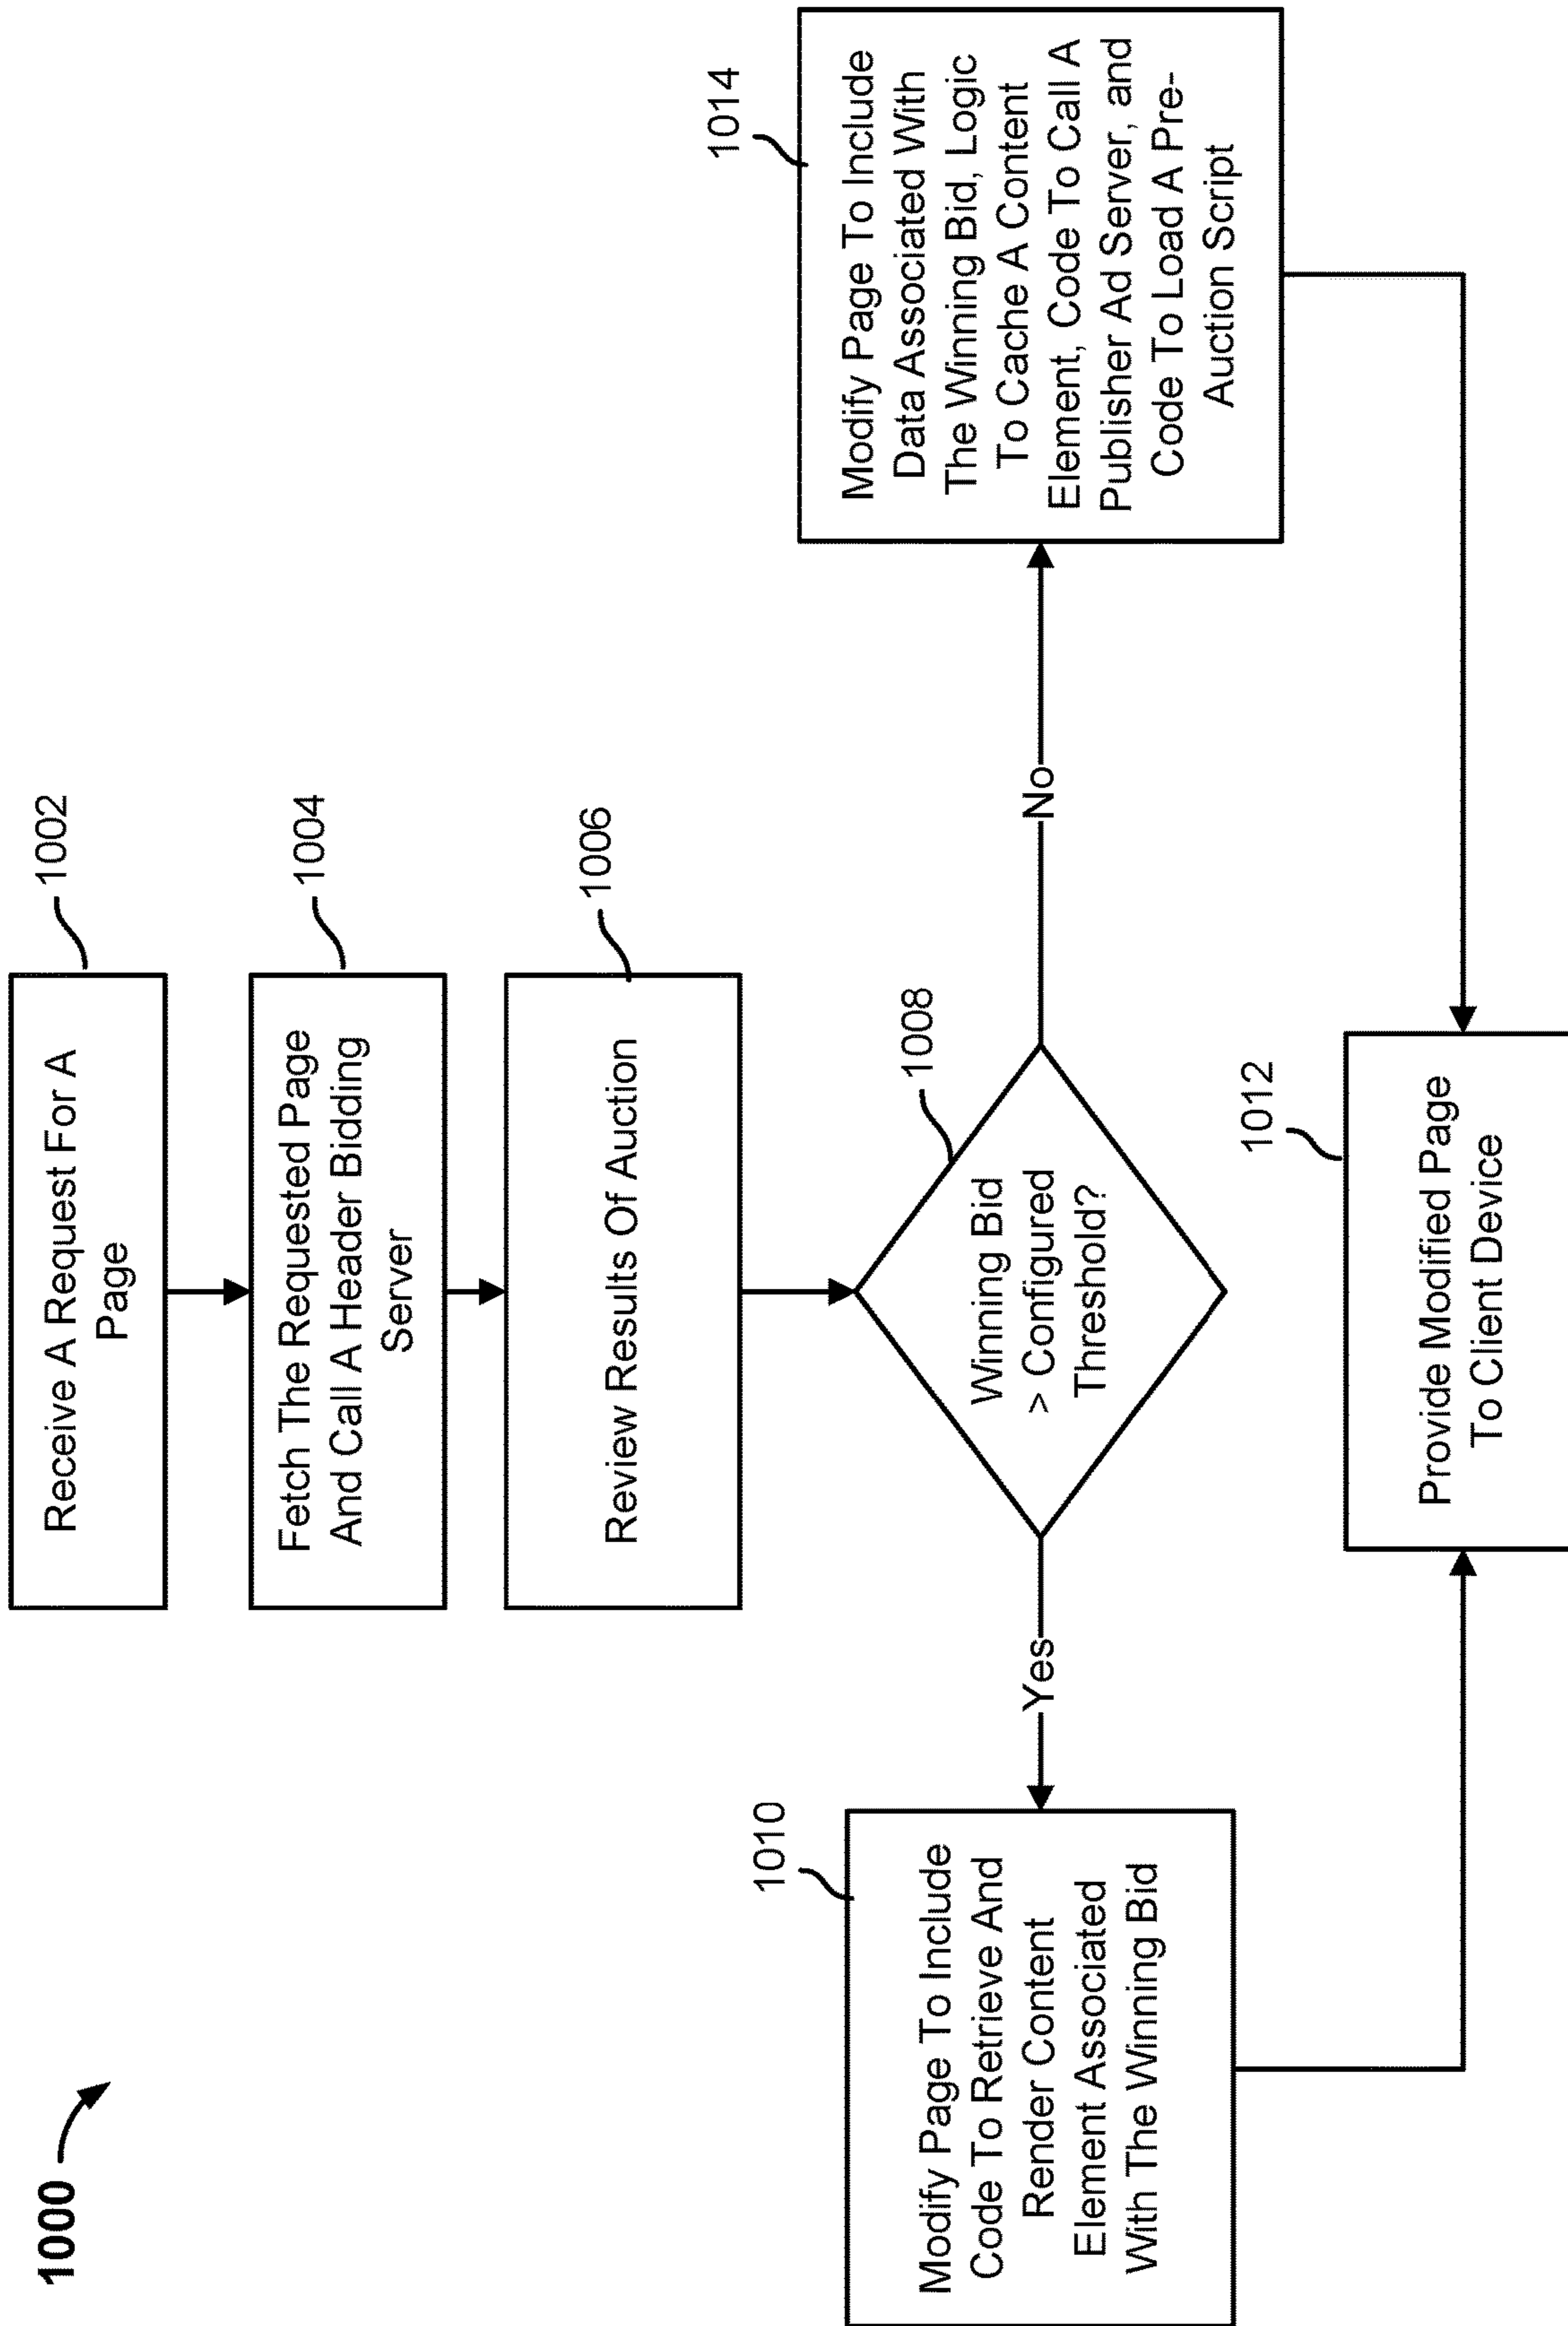 1000
Receive A Request For A
Page
1002
Fetch The Requested Page
And Call A Header Bidding
Server
1004
Review Results Of Auction
1006
Winning Bid
> Configured
Threshold?
1008
Yes
No
1010
Modify Page To Include
Code To Retrieve And
Render Content
Element Associated
With The Winning Bid
1014
Modify Page To Include
Data Associated With
The Winning Bid, Logic
To Cache A Content
Element, Code To Call A
Publisher Ad Server, and
Code To Load A Pre-
Auction Script
1012
Provide Modified Page
To Client Device